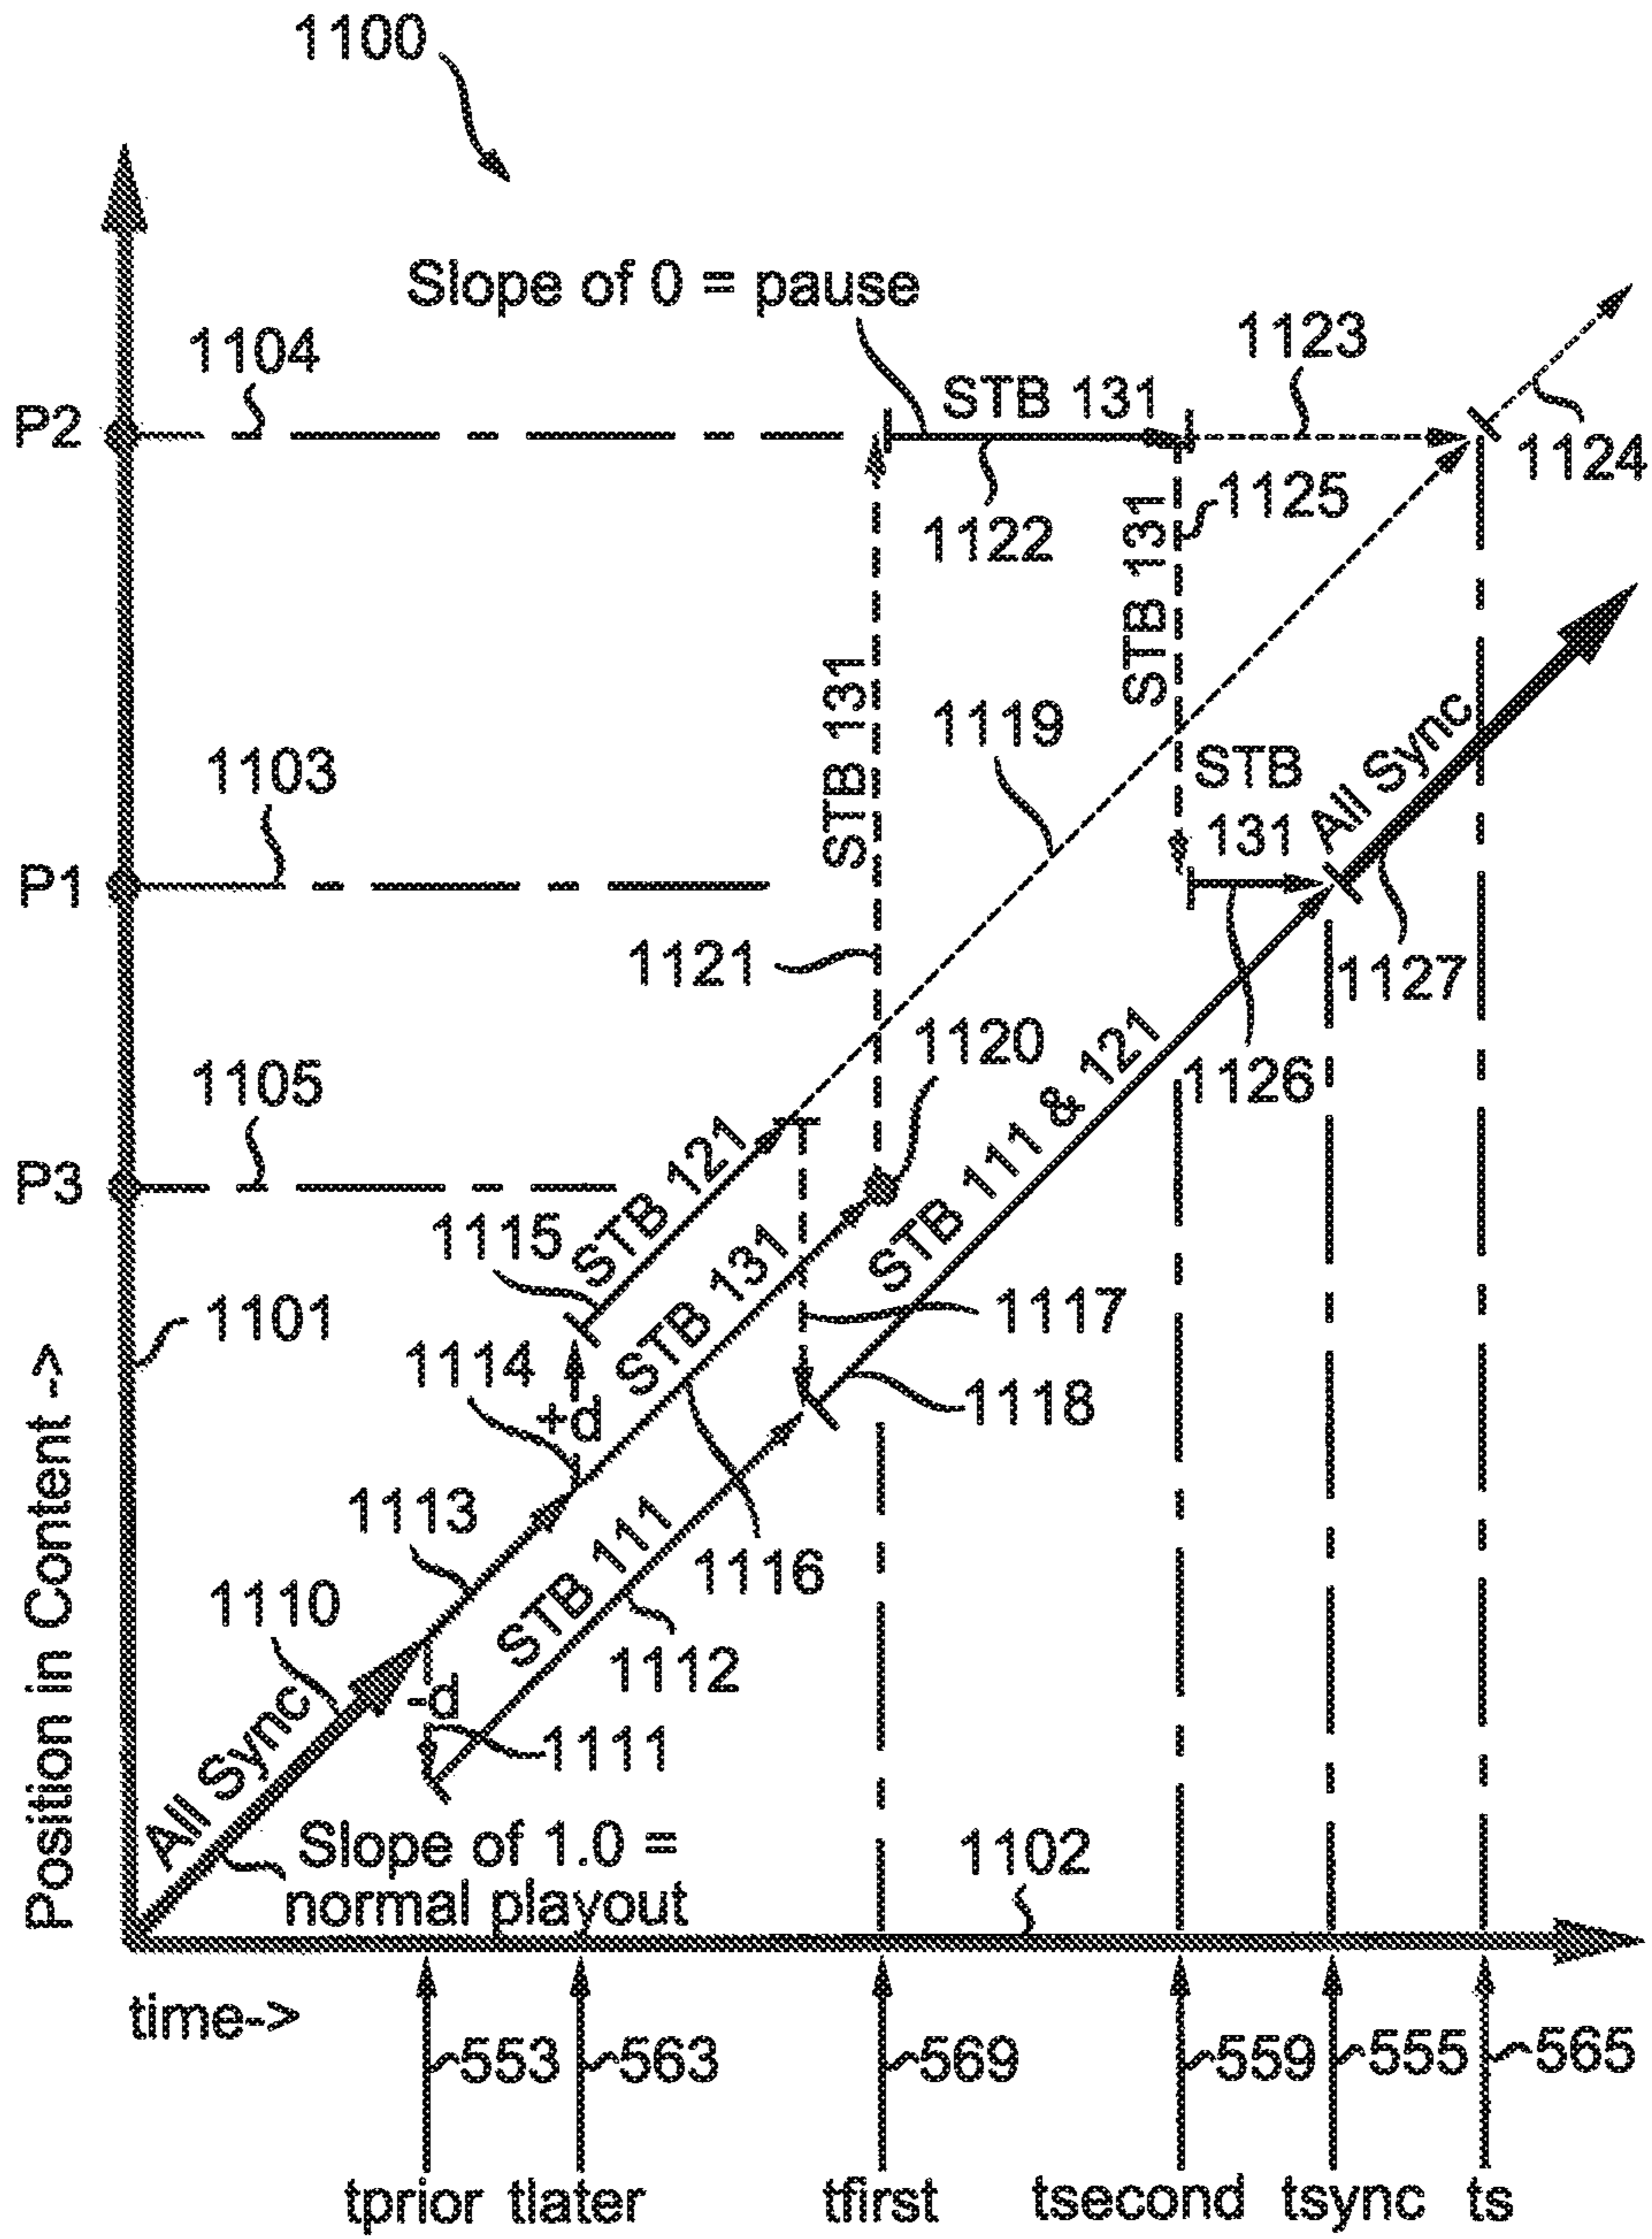 1100
Slope of 0 = pause
1104
1123
P2
STB 131
1124
1122
1125
STB 131
STB 131
1119
1103
STB
131
All Sync
P1
1121
1127
1120
1105
1126
STB 121
STB 111 & 121
P3
1115
STB 131
1117
1101
1114
+d
1118
1113
STB 111
1116
1110
1112
-d
1111
All Sync
Position in Content ->
Slope of 1.0 =
normal playout
1102
time->
553
563
569
559
555
565
tprior
tlater
tfirst
tsecond
tsync
ts